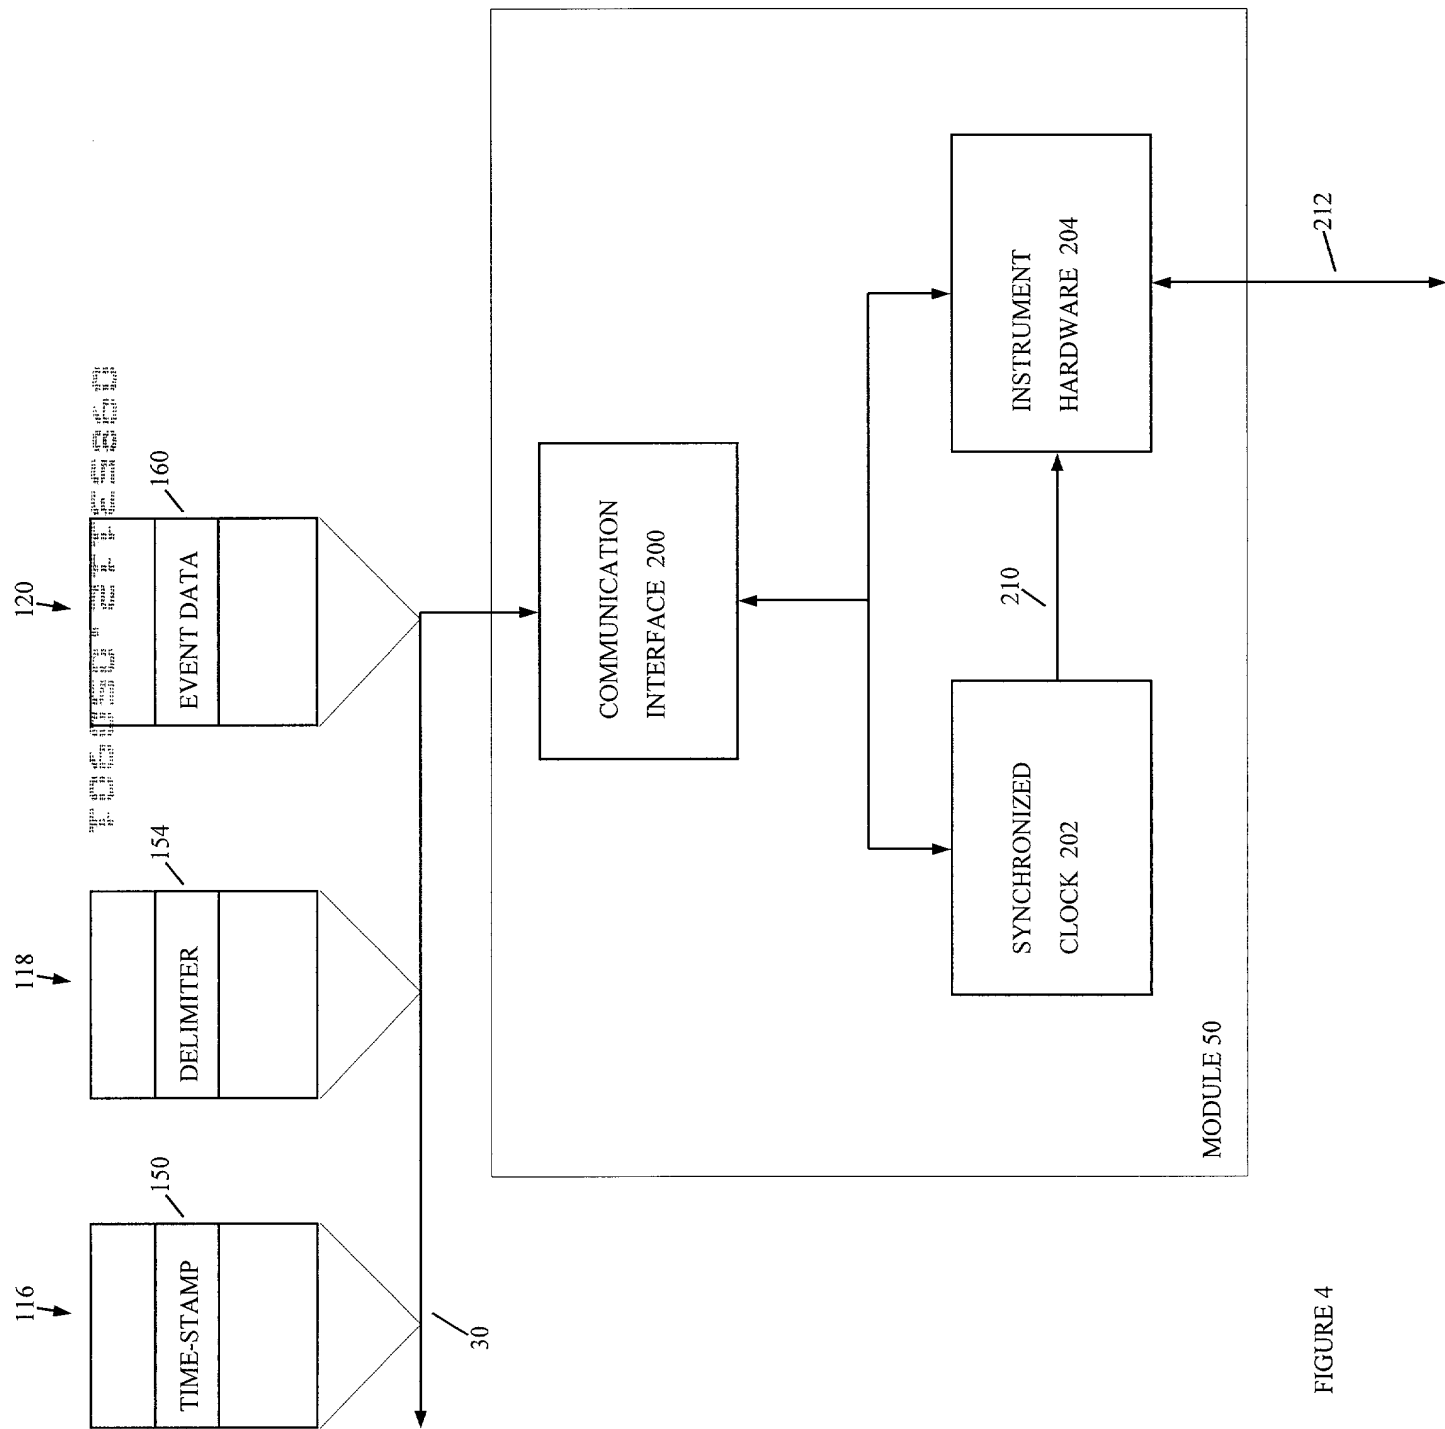 116
118
120
TIME-STAMP
150
DELIMITER
154
EVENT DATA
160
30
COMMUNICATION
INTERFACE 200
210
SYNCHRONIZED
CLOCK 202
INSTRUMENT
HARDWARE 204
MODULE 50
212
FIGURE 4